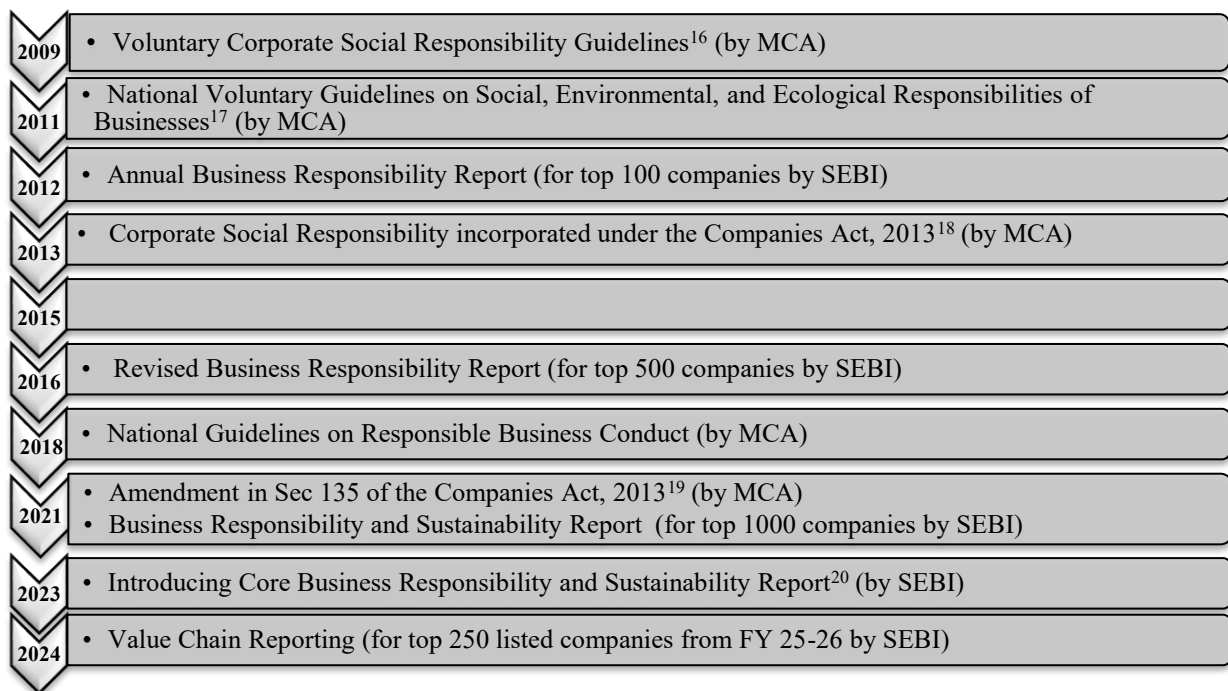 2009
• Voluntary Corporate Social Responsibility Guidelines¹⁶ (by MCA)
2011
• National Voluntary Guidelines on Social, Environmental, and Ecological Responsibilities of
Businesses¹⁷ (by MCA)
2012
• Annual Business Responsibility Report (for top 100 companies by SEBI)
2013
• Corporate Social Responsibility incorporated under the Companies Act, 2013¹⁸ (by MCA)
2015
2016
• Revised Business Responsibility Report (for top 500 companies by SEBI)
2018
• National Guidelines on Responsible Business Conduct (by MCA)
2021
• Amendment in Sec 135 of the Companies Act, 2013¹⁹ (by MCA)
• Business Responsibility and Sustainability Report (for top 1000 companies by SEBI)
2023
• Introducing Core Business Responsibility and Sustainability Report²⁰ (by SEBI)
2024
• Value Chain Reporting (for top 250 listed companies from FY 25-26 by SEBI)